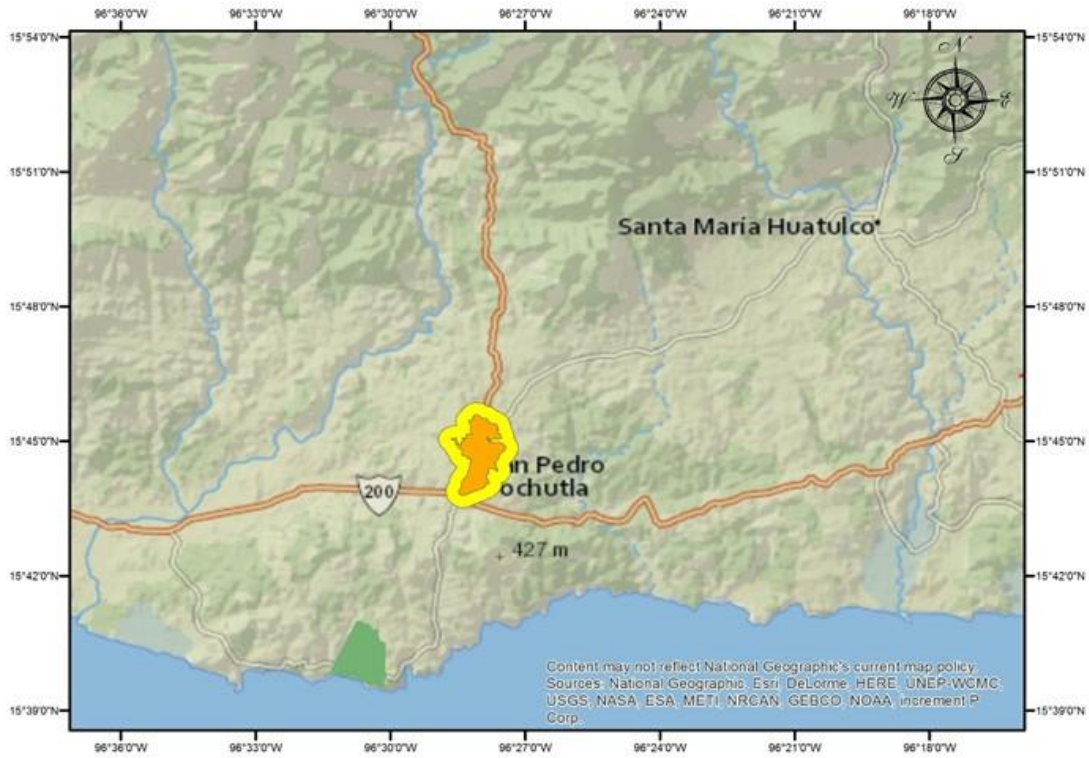 96°36'0"W 96°33'0"W 96°30'0"W 96°27'0"W 96°24'0"W 96°21'0"W 96°18'0"W
15°54'0"N 15°54'0"N
N
W E
S
15°51'0"N 15°51'0"N
Santa María Huatulco
15°48'0"N 15°48'0"N
15°45'0"N 15°45'0"N
n Pedro
ochutla
200
427 m
15°42'0"N 15°42'0"N
Content may not reflect National Geographic's current map policy.
Sources: National Geographic, Esri, DeLorme, HERE, UNEP-WCMC,
USGS, NASA, ESA, METI, NRCAN, GEBCO, NOAA, increment P
Corp.
15°39'0"N 15°39'0"N
96°36'0"W 96°33'0"W 96°30'0"W 96°27'0"W 96°24'0"W 96°21'0"W 96°18'0"W